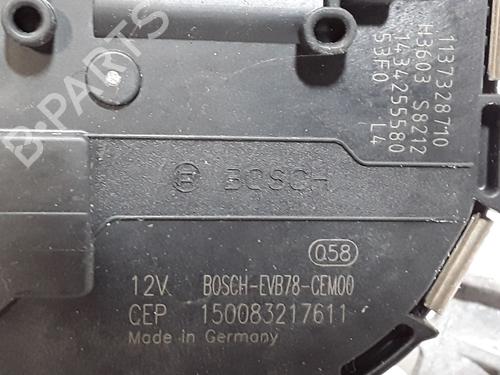 1137328710
H3603 S8212
1434255580
53F0 L4
BOSCH
Q58
12V. BOSCH-EVB78-CEM00
CEP 150083217611
Made in Germany
B-PARTS